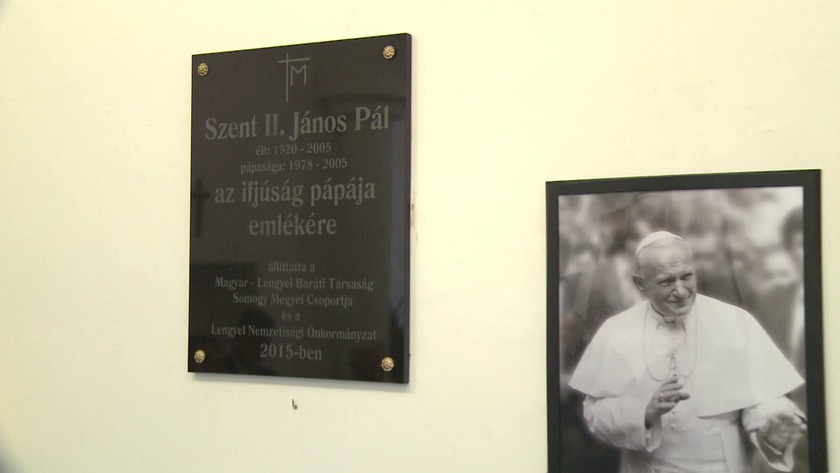 M
Szent II. János Pál
élt: 1920 - 2005
pápasága: 1978 - 2005
az ifjúság pápája
emlékére
állíttatta a
Magyar - Lengyel Baráti Társaság
Somogy Megyei Csoportja
és a
Lengyel Nemzetiségi Önkormányzat
2015-ben